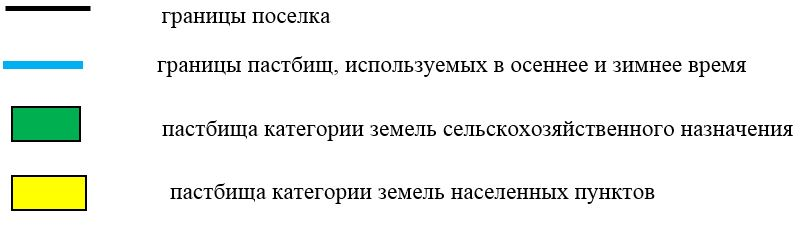 границы поселка
границы пастбищ, используемых в осеннее и зимнее время
пастбища категории земель сельскохозяйственного назначения
пастбища категории земель населенных пунктов